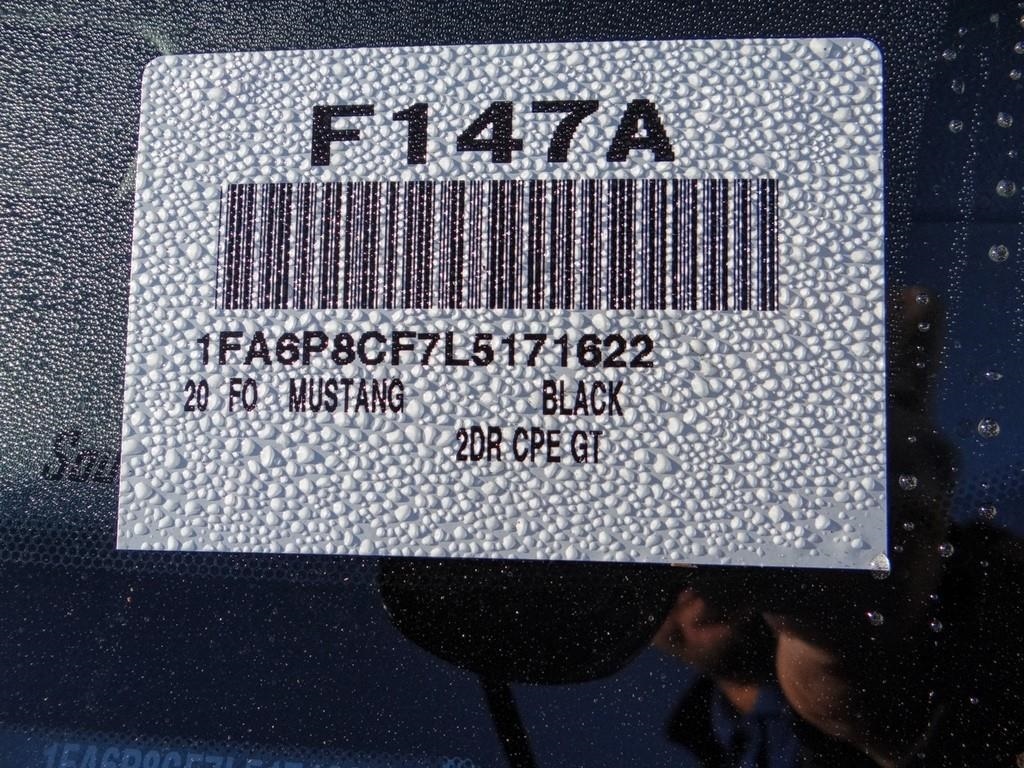 F147A
1FA6P8CF7L5171622
20 FO MUSTANG BLACK
2DR CPE GT